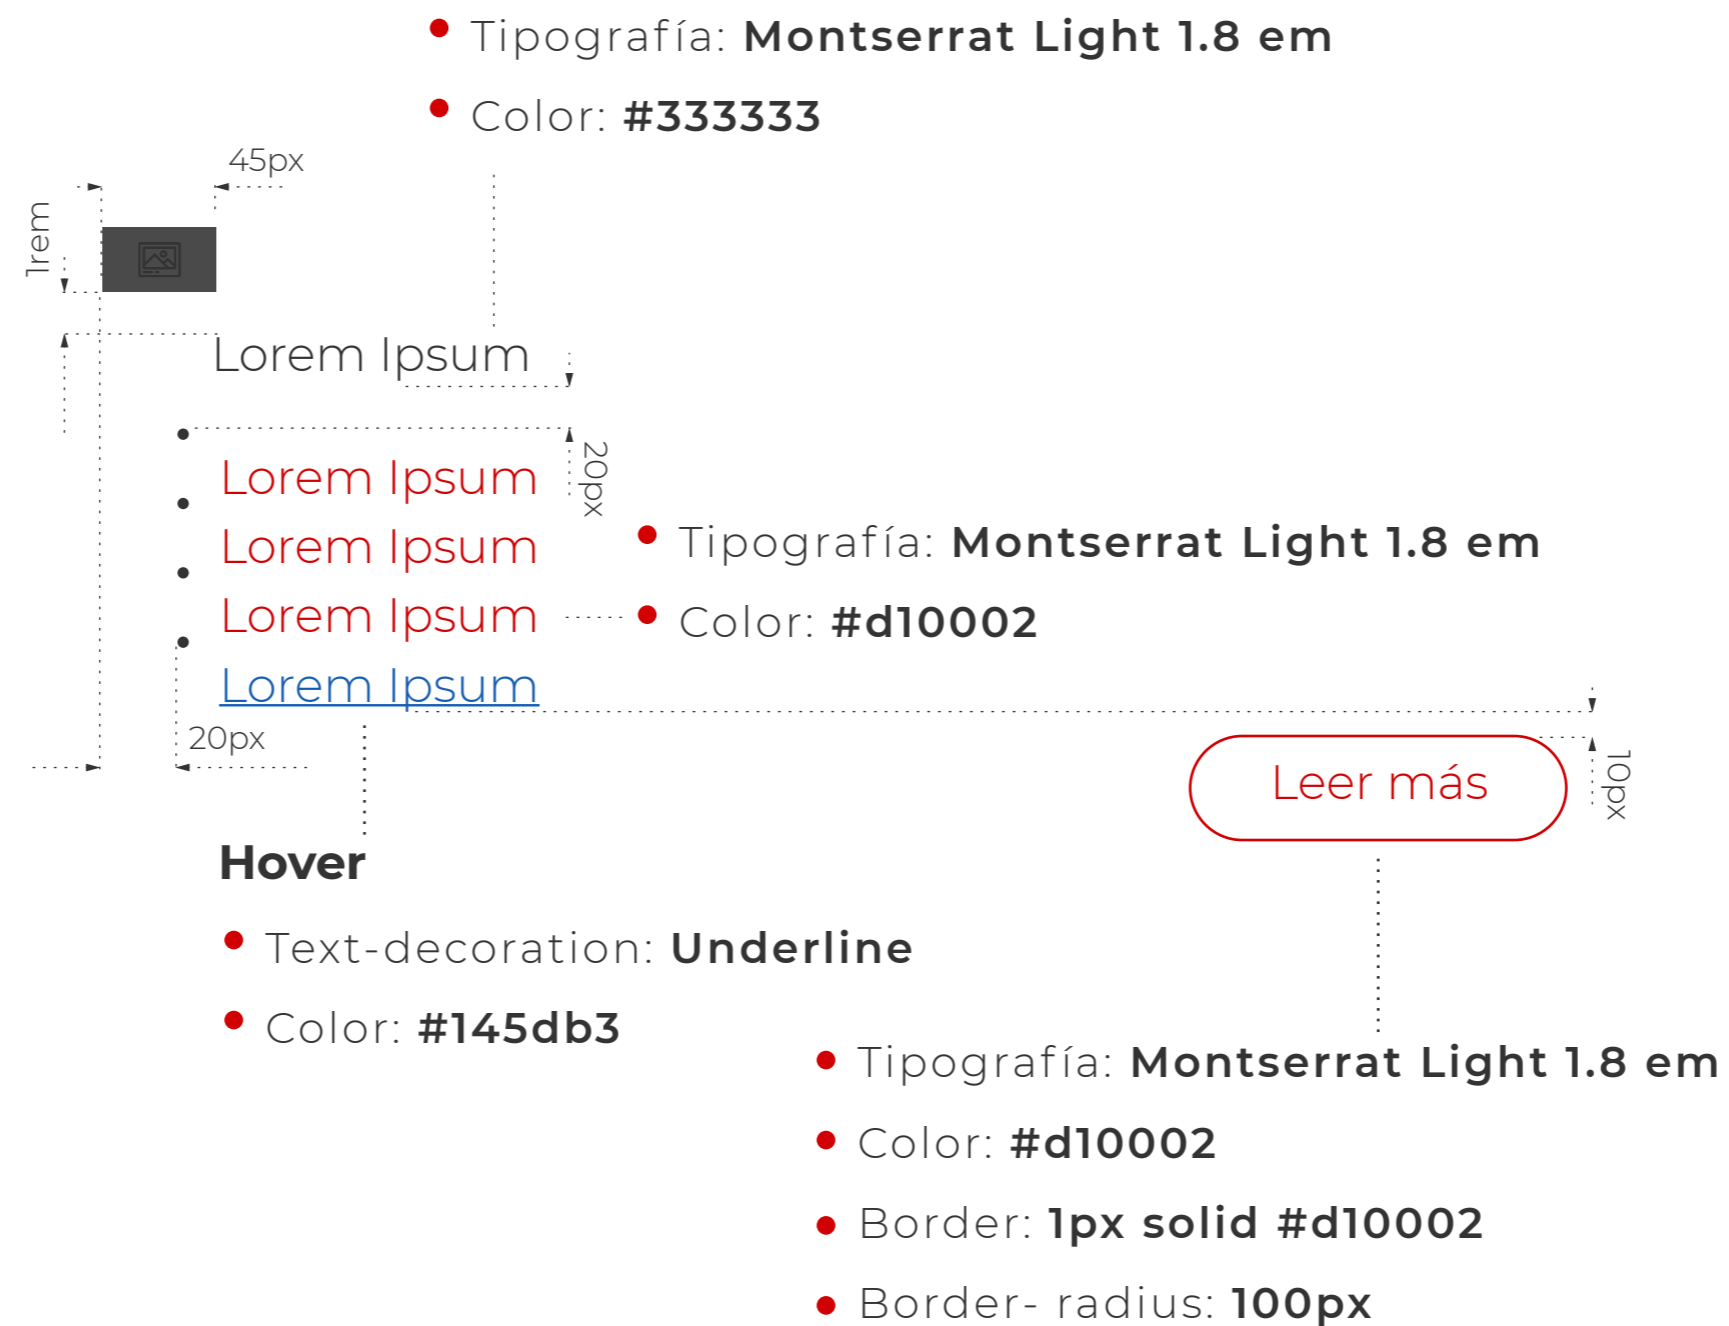 Tipografía: Montserrat Light 1.8 em
Color: #333333
45px
1rem
Lorem Ipsum
20px
Lorem Ipsum
Lorem Ipsum
Lorem Ipsum
Lorem Ipsum
Tipografía: Montserrat Light 1.8 em
Color: #d10002
20px
10px
Leer más
Hover
Text-decoration: Underline
Color: #145db3
Tipografía: Montserrat Light 1.8 em
Color: #d10002
Border: 1px solid #d10002
Border- radius: 100px